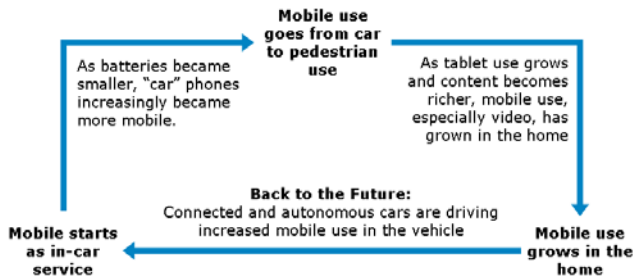 Mobile use
goes from car
to pedestrian
use
As batteries became
smaller, “car” phones
increasingly became
more mobile.
As tablet use grows
and content becomes
richer, mobile use,
especially video, has
grown in the home
Back to the Future:
Connected and autonomous cars are driving
increased mobile use in the vehicle
Mobile starts
as in-car
service
Mobile use
grows in the
home